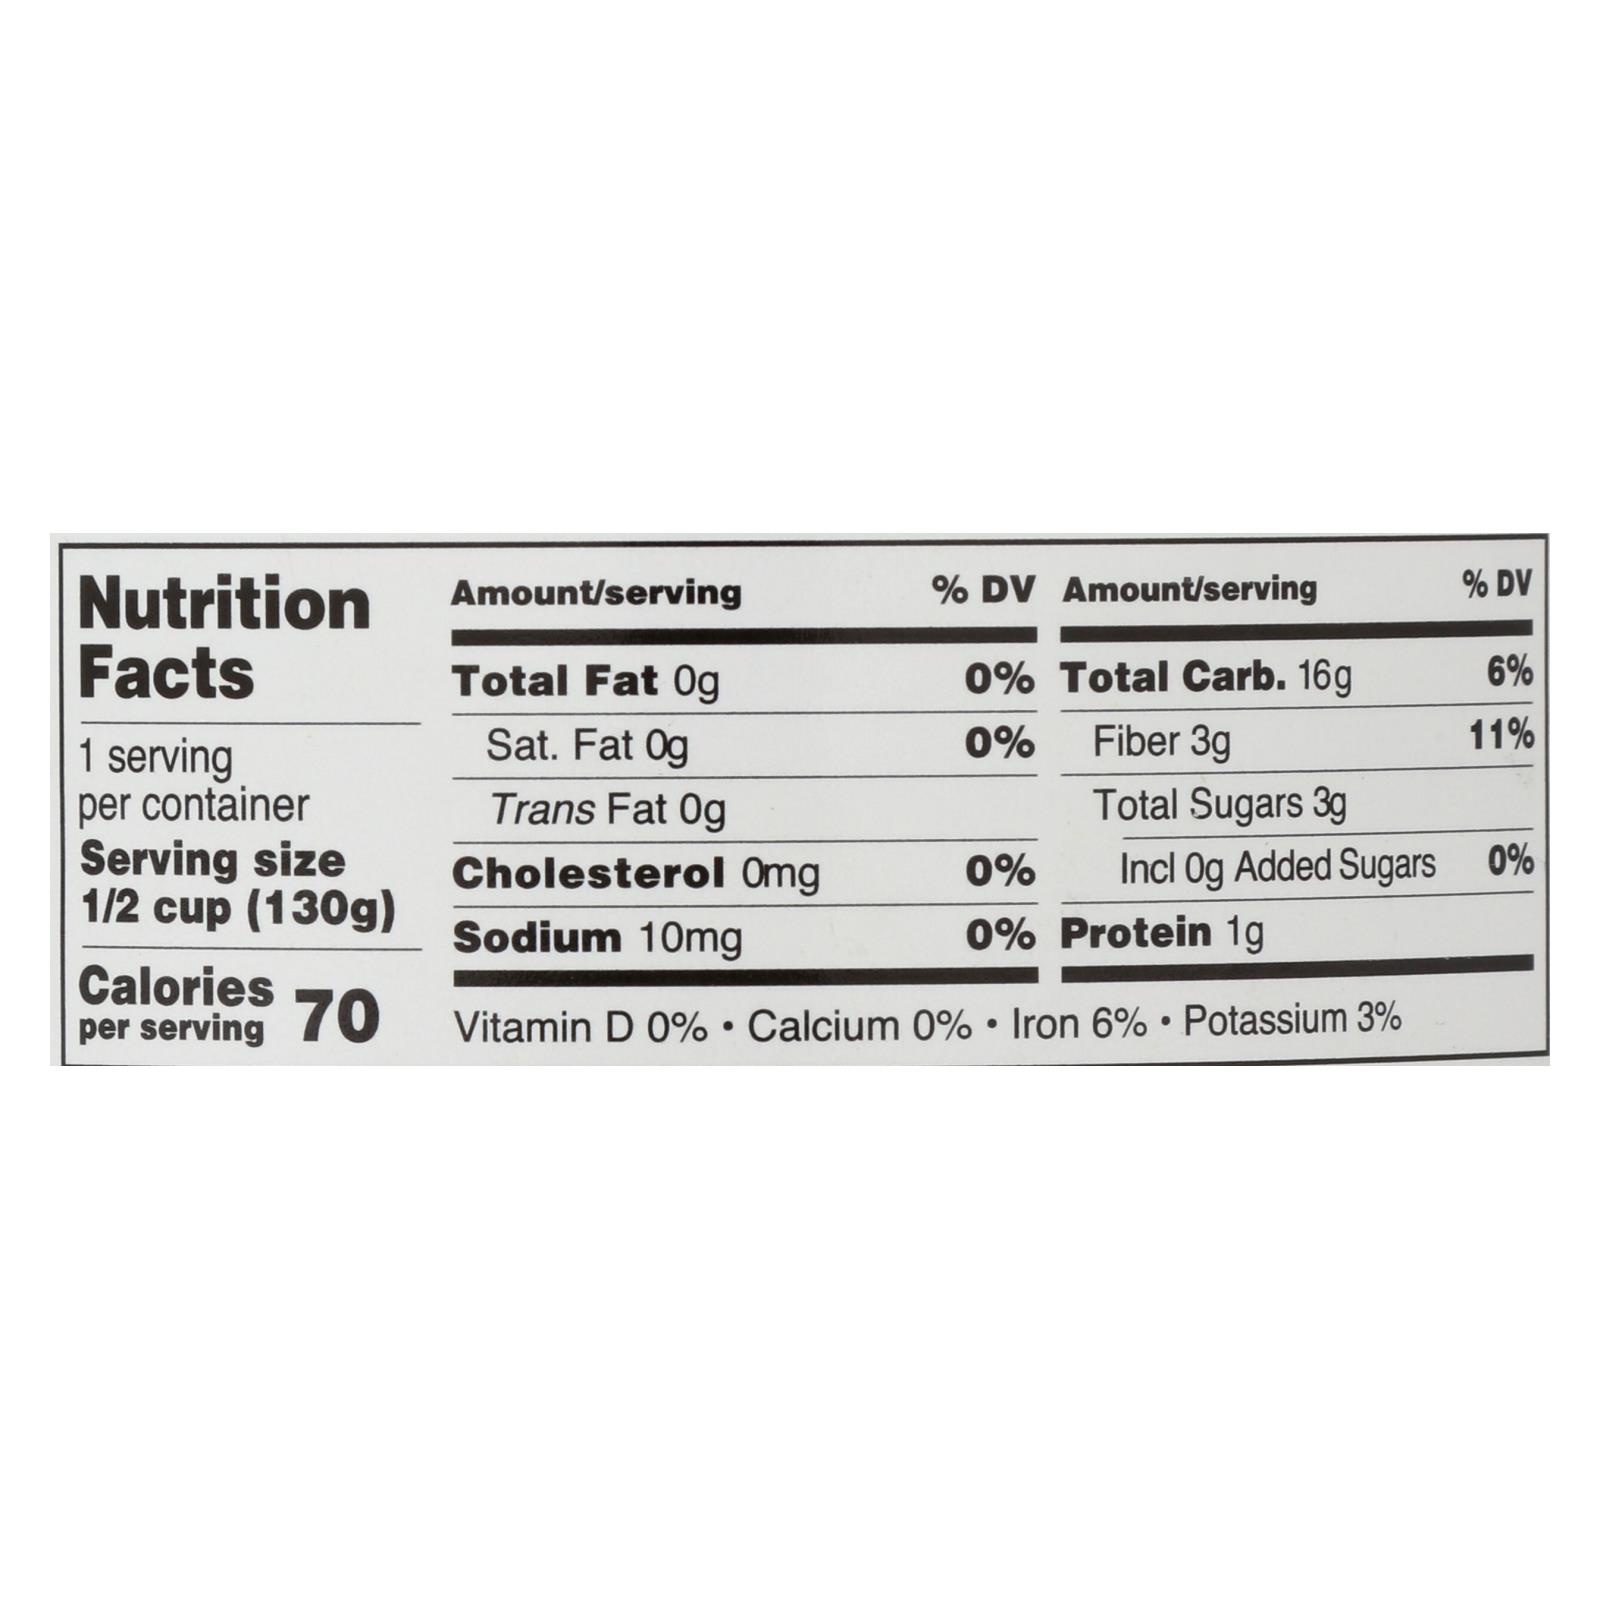 Nutrition
Facts
1 serving
per container
Serving size
1/2 cup (130g)
Calories
per serving 70
Amount/serving % DV
Total Fat 0g 0%
Sat. Fat 0g 0%
Trans Fat 0g
Cholesterol 0mg 0%
Sodium 10mg 0%
Amount/serving % DV
Total Carb. 16g 6%
Fiber 3g 11%
Total Sugars 3g
Incl 0g Added Sugars 0%
Protein 1g
Vitamin D 0% • Calcium 0% • Iron 6% • Potassium 3%